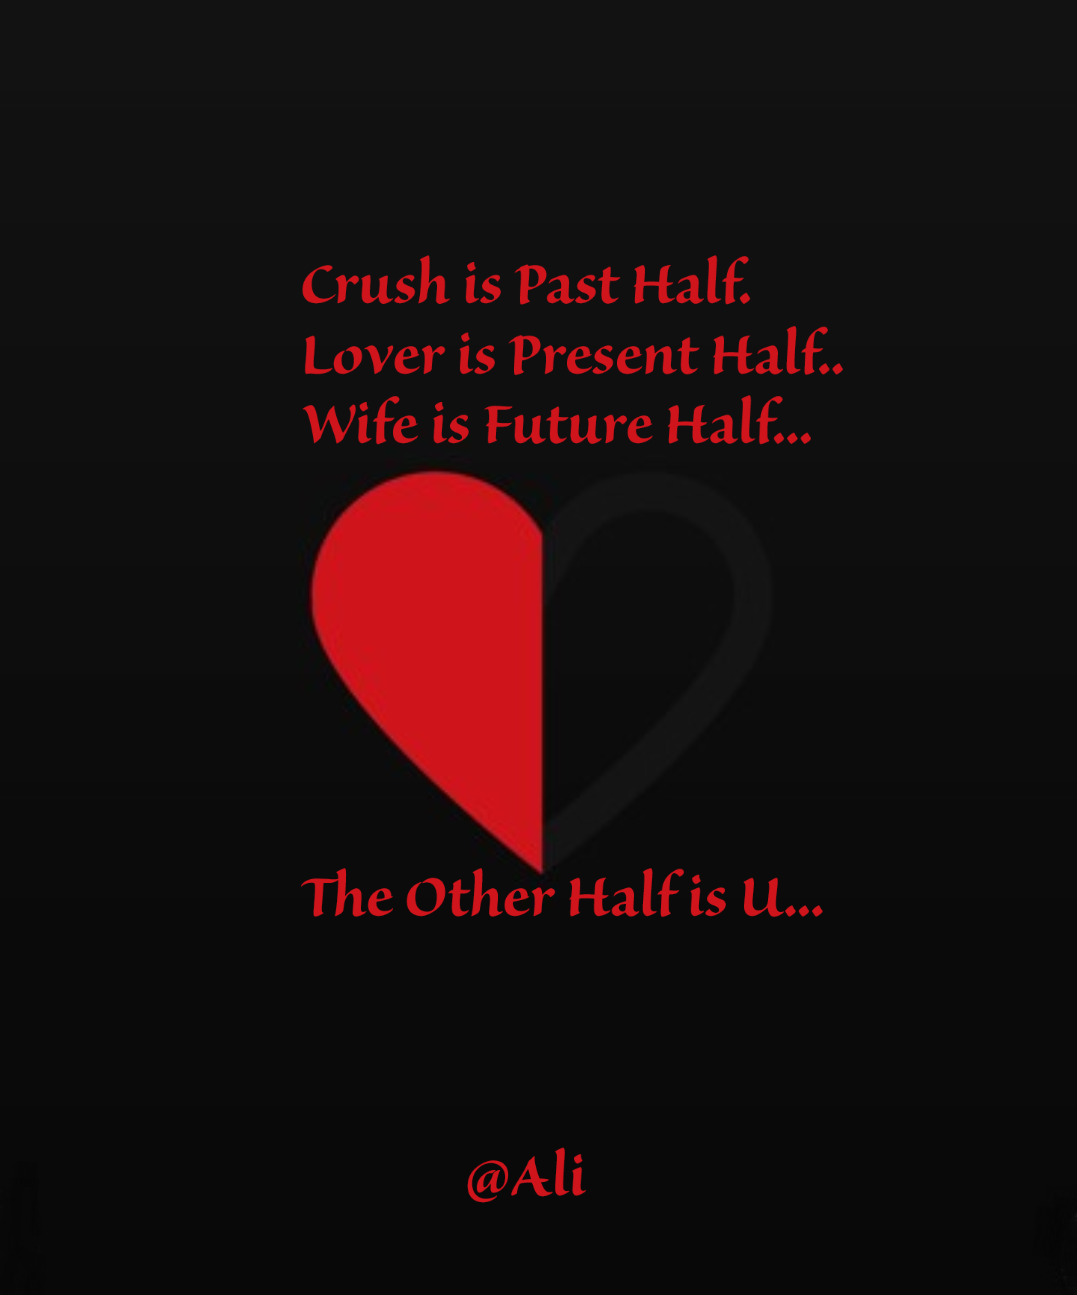 Crush is Past Half.
Lover is Present Half..
Wife is Future Half...
The Other Half is U...
@Ali